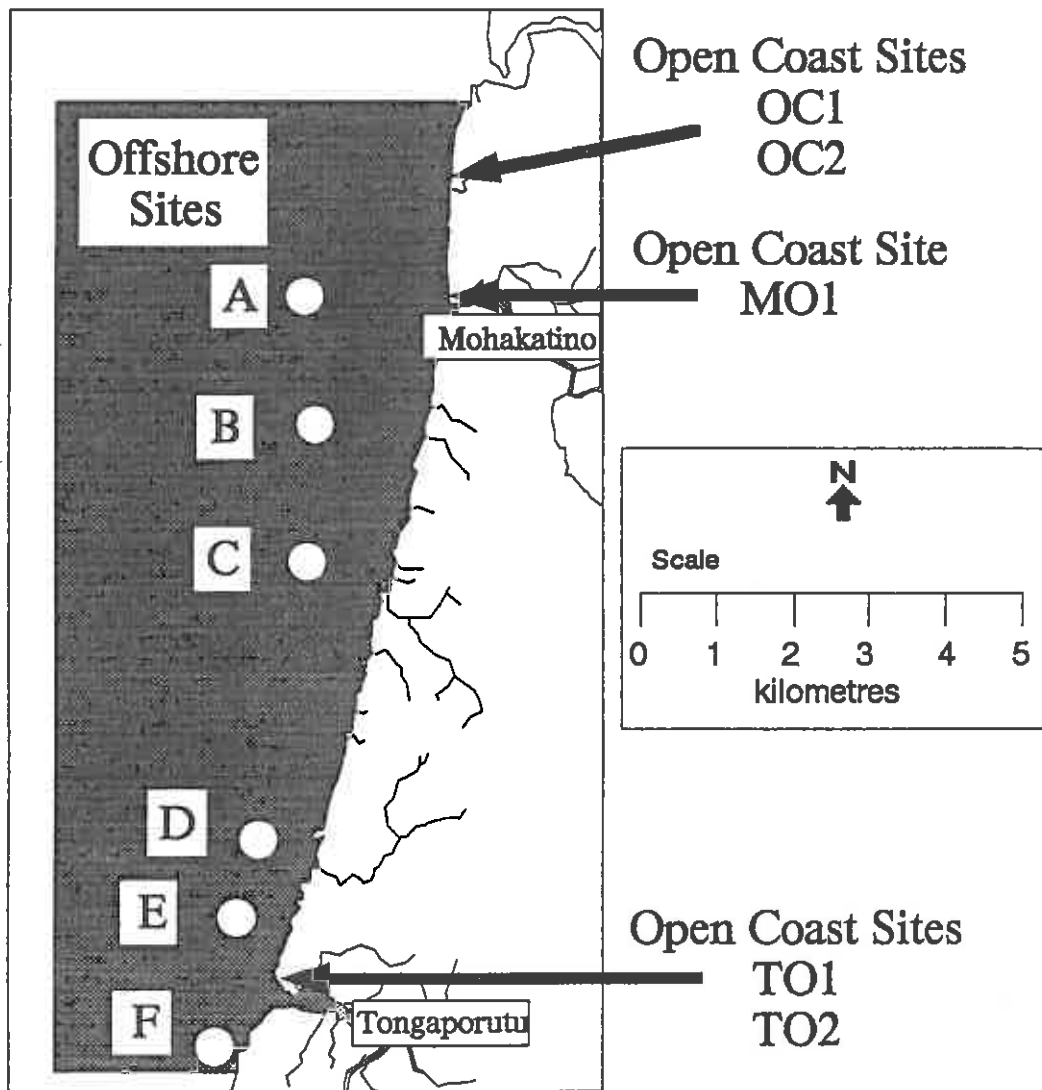 Open Coast Sites
OC1
OC2
Offshore
Sites
A
Open Coast Site
MO1
Mohakatino
B
C
N
Scale
0 1 2 3 4 5
kilometres
D
E
F
Open Coast Sites
TO1
TO2
Tongaporutu